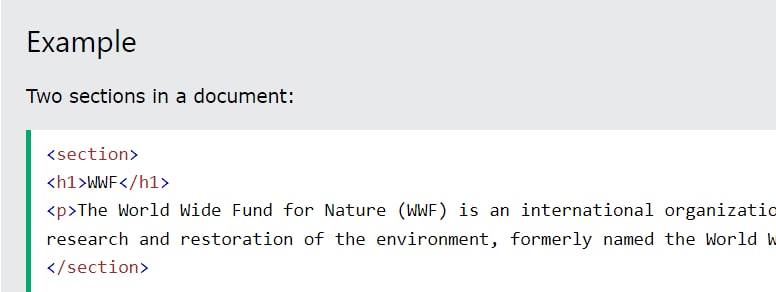 Example
Two sections in a document:
<section>
<h1>WWF</h1>
<p>The World Wide Fund for Nature (WWF) is an international
research and restoration of the environment, formerly named the World
</section>